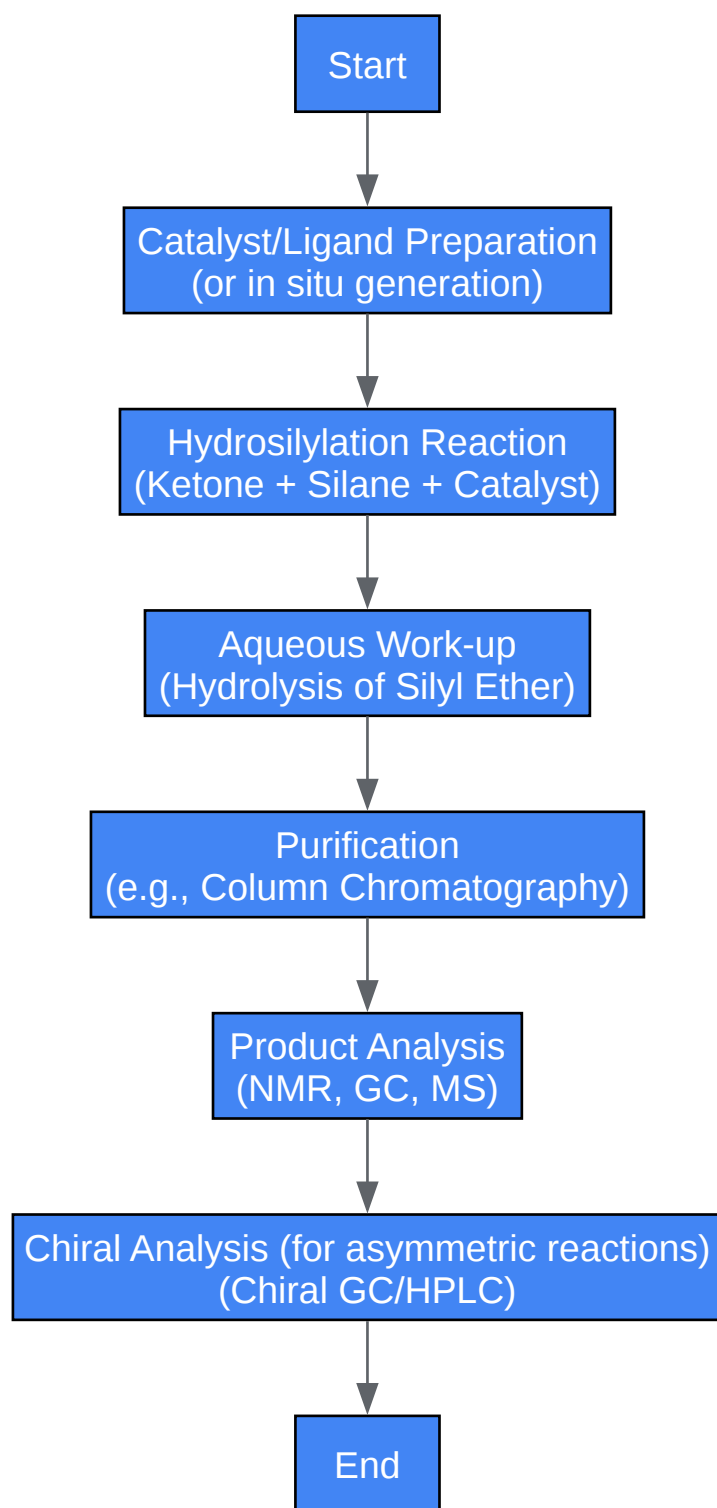 Start
Catalyst/Ligand Preparation
(or in situ generation)
Hydrosilylation Reaction
(Ketone + Silane + Catalyst)
Aqueous Work-up
(Hydrolysis of Silyl Ether)
Purification
(e.g., Column Chromatography)
Product Analysis
(NMR, GC, MS)
Chiral Analysis (for asymmetric reactions)
(Chiral GC/HPLC)
End